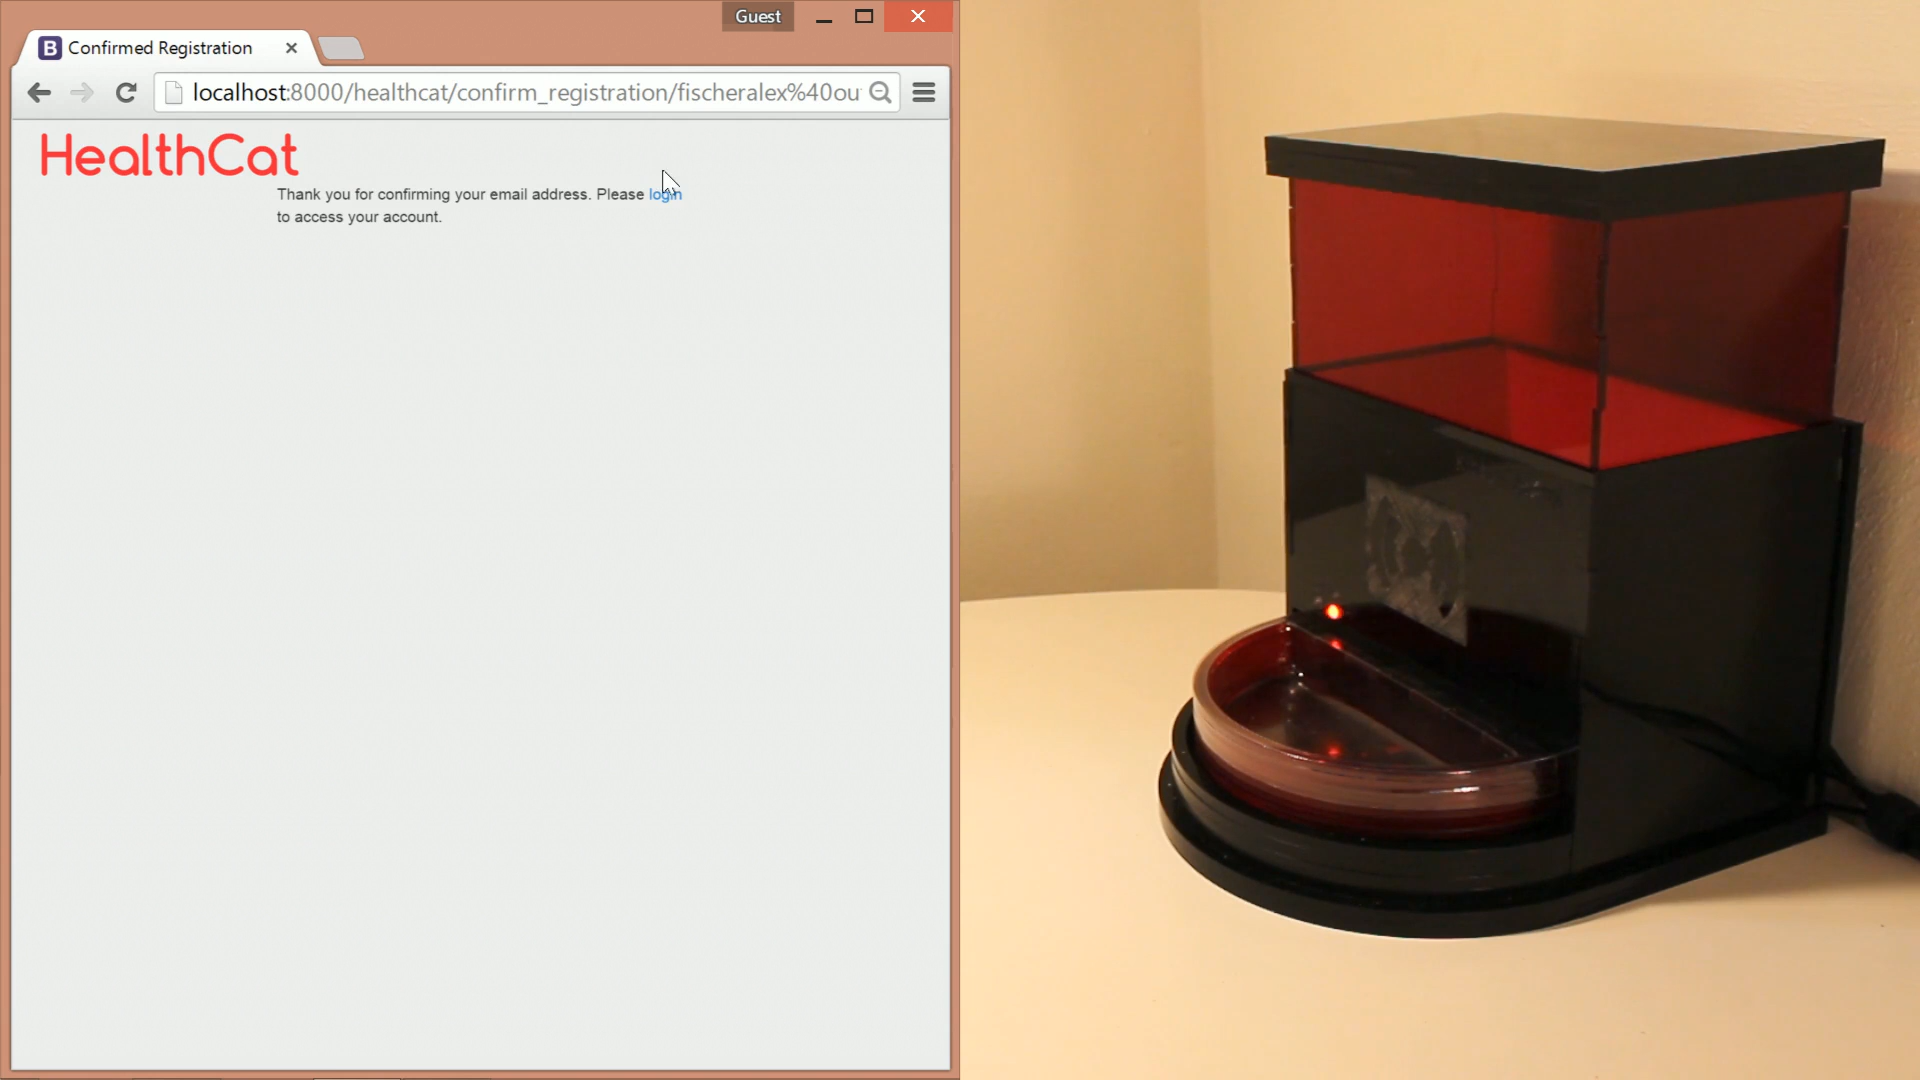 Guest
Confirmed Registration
localhost:8000/healthcat/confirm_registration/fischeralex%40ou
HealthCat
Thank you for confirming your email address. Please login
to access your account.